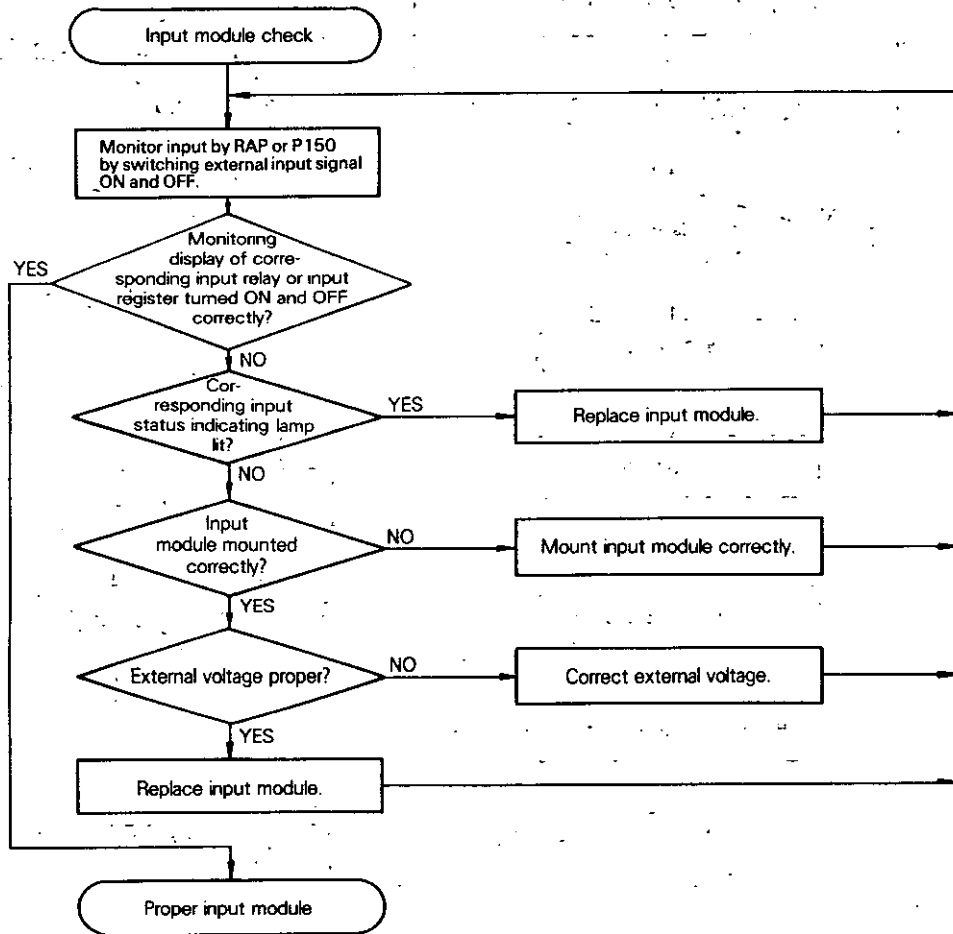 Input module check
Monitor input by RAP or P150
by switching external input signal
ON and OFF.
Monitoring
display of corre-
sponding input relay or input
register turned ON and OFF
correctly?
YES
NO
Cor-
responding input
status indicating lamp
lit?
YES
Replace input module.
NO
Input
module mounted
correctly?
NO
Mount input module correctly.
YES
External voltage proper?
NO
Correct external voltage.
YES
Replace input module.
Proper input module